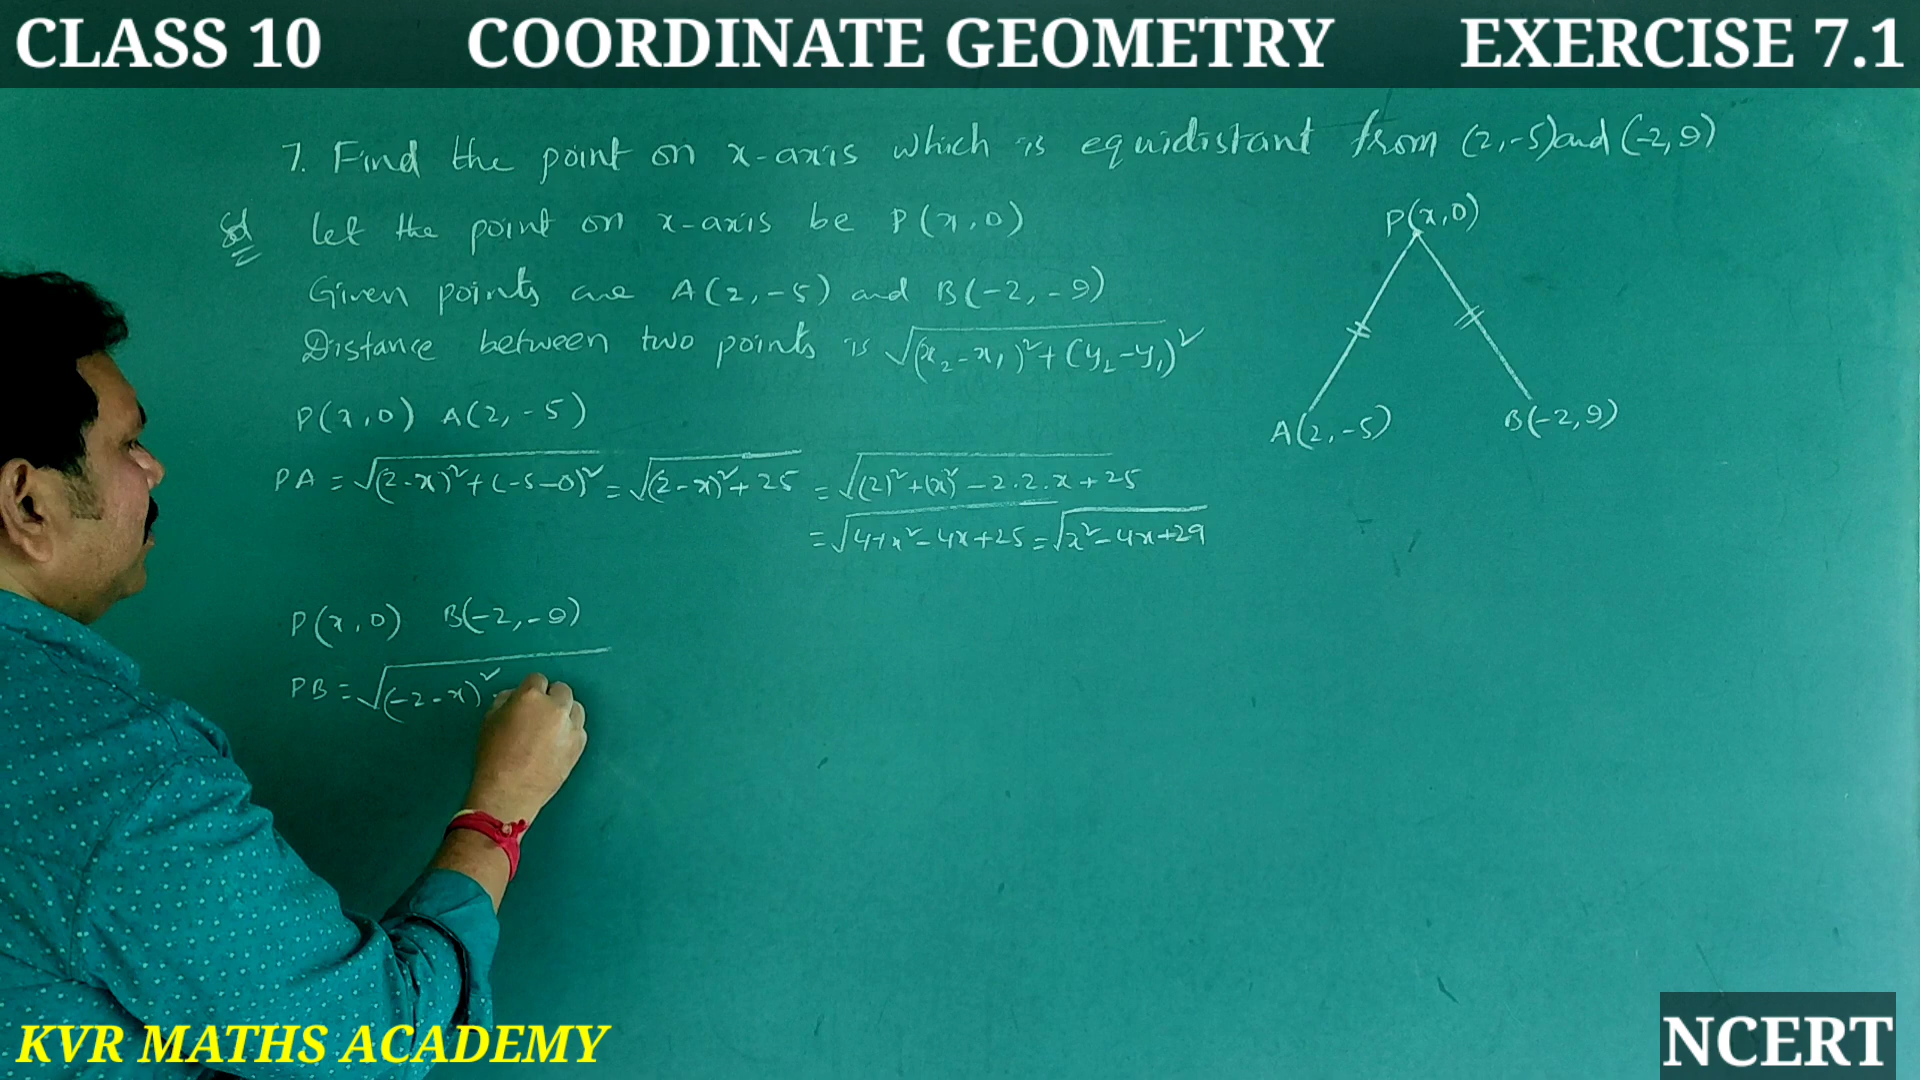 CLASS 10 COORDINATE GEOMETRY EXERCISE 7.1
7. Find the point on x-axis which is equidistant from (2,-5) and (-2,9)
Sol Let the point on x-axis be P(x,0)
Given points are A(2,-5) and B(-2,-9)
Distance between two points is √(x₂-x₁)²+(y₂-y₁)²
P(x,0) A(2,-5)
PA = √(2-x)²+(-5-0)² = √(2-x)²+25 = √(2)²+(x)²-2.2.x+25
= √4+x²-4x+25 = √x²-4x+29
P(x,0) B(-2,-9)
PB = √(-2-x)²
P(x,0)
A(2,-5) B(-2,9)
KVR MATHS ACADEMY
NCERT